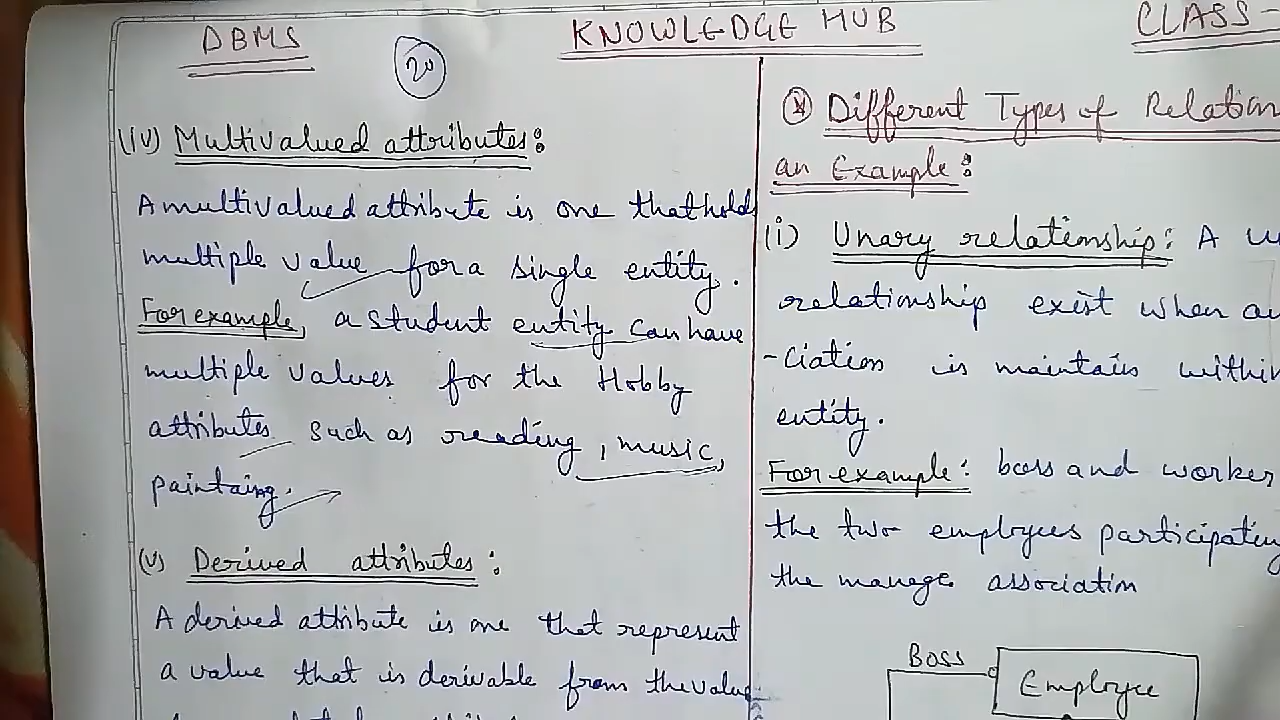 DBMS
20
KNOWLEDGE HUB
CLASS-
(iv) Multivalued attributes:
A multivalued attribute is one that hold
multiple value for a single entity.
For example, a student entity can have
multiple values for the Hobby
attributes such as reading, music,
paintaing.
(v) Derived attributes:
A derived attribute is one that represent
a value that is derivable from the value
Different Types of Relation
an Example:
(i) Unary relationship: A u
relationship exist when a
-ciation is maintais within
entity.
For example: boss and worker
the two employees participating
the manage association
Boss
Employee